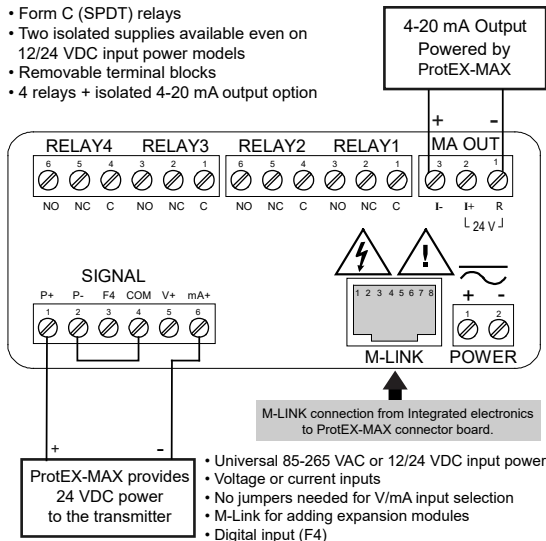 • Form C (SPDT) relays
• Two isolated supplies available even on
12/24 VDC input power models
• Removable terminal blocks
• 4 relays + isolated 4-20 mA output option
4-20 mA Output
Powered by
ProtEX-MAX
+ -
RELAY4 RELAY3 RELAY2 RELAY1 MA OUT
6 5 4 3 2 1 6 5 4 3 2 1 3 2 1
NO NC C NO NC C NO NC C NO NC C I- I+ R
24 V
SIGNAL
P+ P- F4 COM V+ mA+
1 2 3 4 5 6
!
1 2 3 4 5 6 7 8
+ -
1 2
M-LINK POWER
M-LINK connection from Integrated electronics
to ProtEX-MAX connector board.
+ -
ProtEX-MAX provides
24 VDC power
to the transmitter
• Universal 85-265 VAC or 12/24 VDC input power
• Voltage or current inputs
• No jumpers needed for V/mA input selection
• M-Link for adding expansion modules
• Digital input (F4)